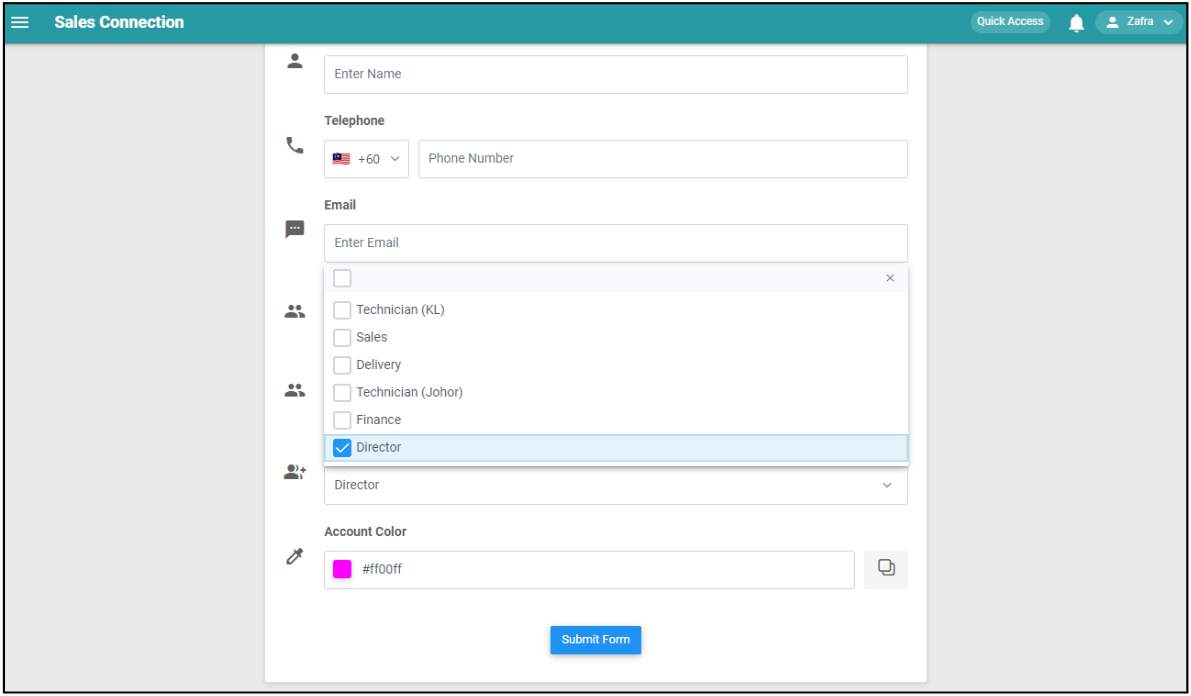 Sales Connection
Quick Access
Zafra
Enter Name
Telephone
+60
Phone Number
Email
Enter Email
Technician (KL)
Sales
Delivery
Technician (Johor)
Finance
Director
Director
Account Color
#ff00ff
Submit Form